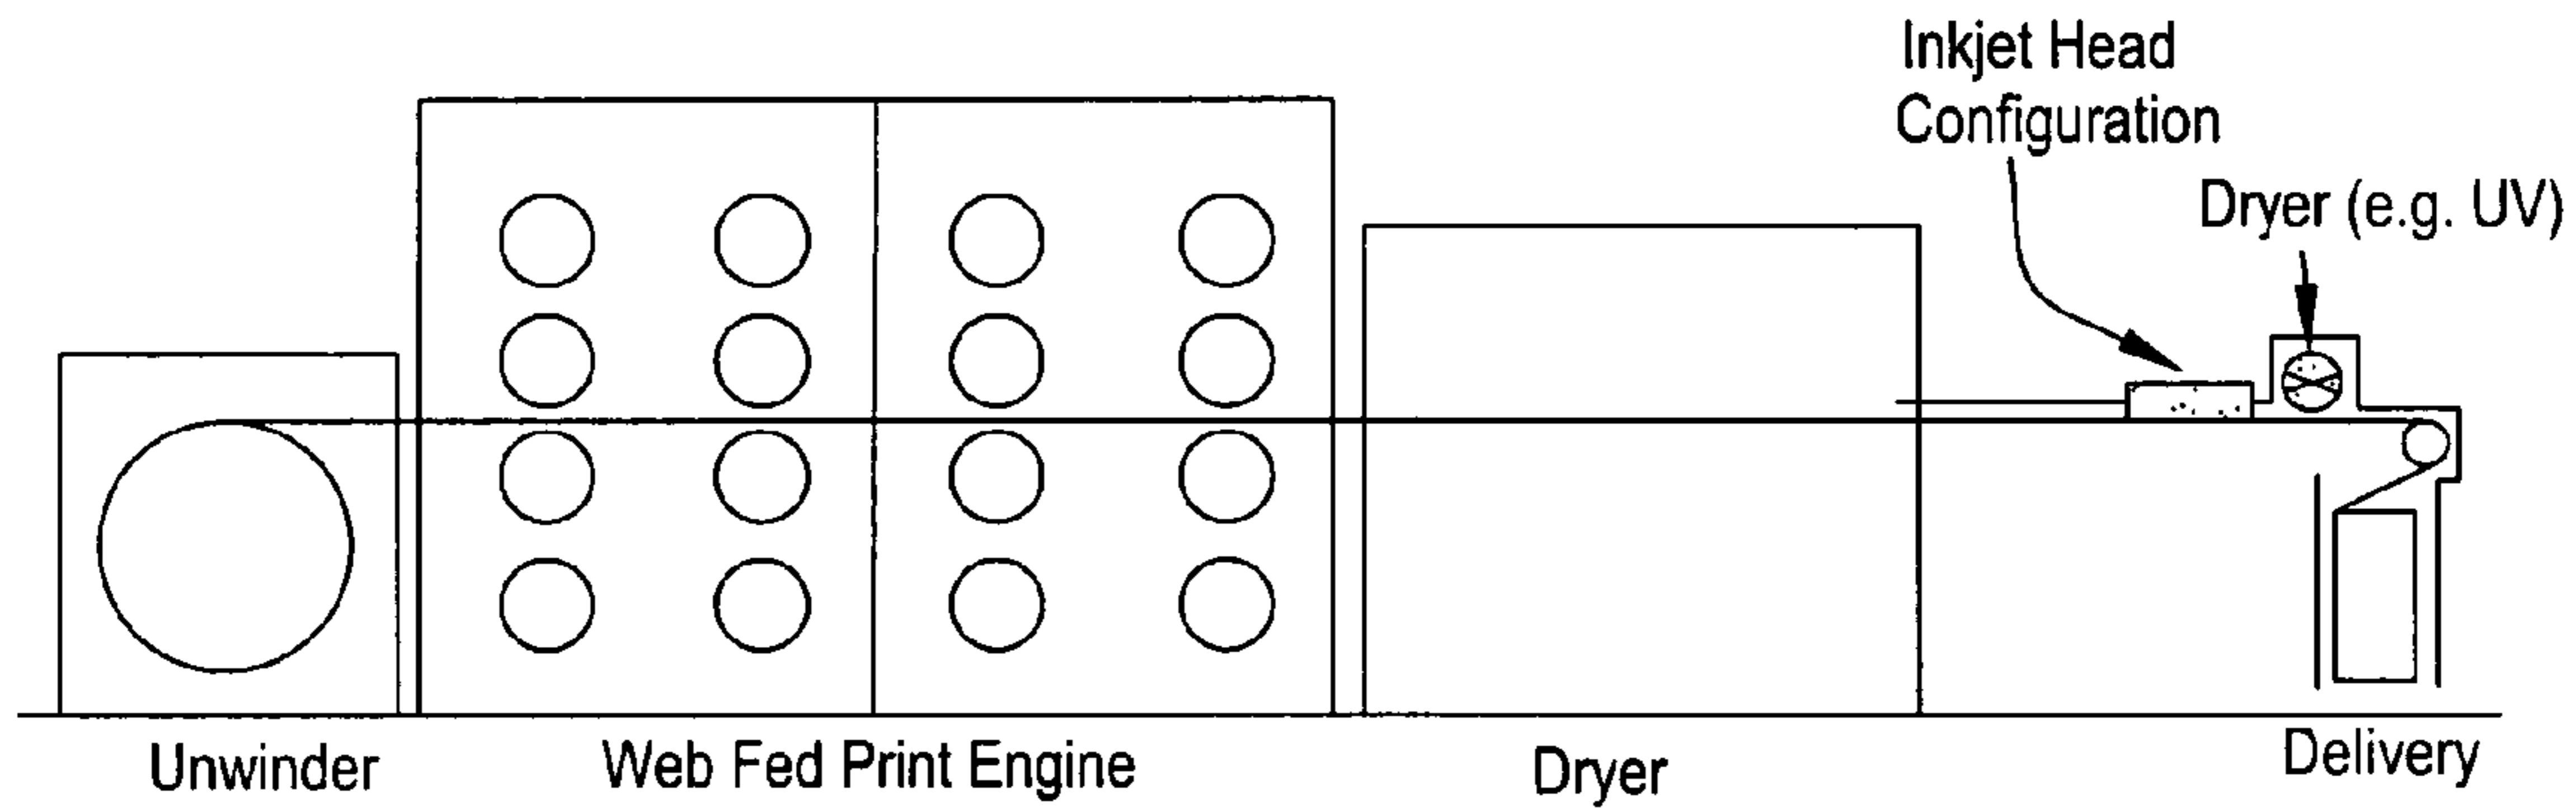 Inkjet Head
Configuration
Dryer (e.g. UV)
Unwinder
Web Fed Print Engine
Dryer
Delivery